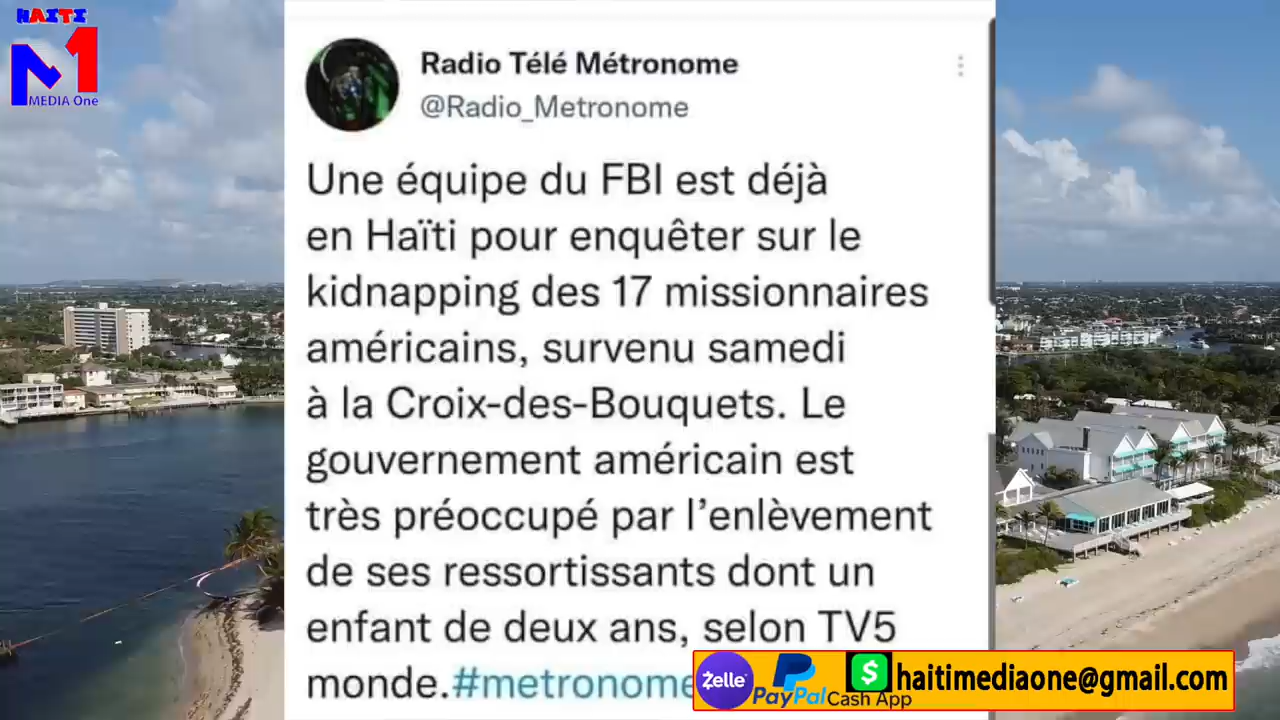 HAITI
M1
MEDIA One
Radio Télé Métronome
@Radio_Metronome
Une équipe du FBI est déjà
en Haïti pour enquêter sur le
kidnapping des 17 missionnaires
américains, survenu samedi
à la Croix-des-Bouquets. Le
gouvernement américain est
très préoccupé par l’enlèvement
de ses ressortissants dont un
enfant de deux ans, selon TV5
monde.#metronome
Zelle PayPal $ Cash App haitimediaone@gmail.com